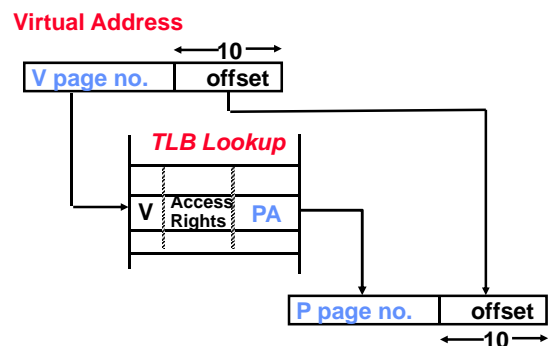 Virtual Address
10
V page no. offset
TLB Lookup
V Access Rights PA
P page no. offset
10